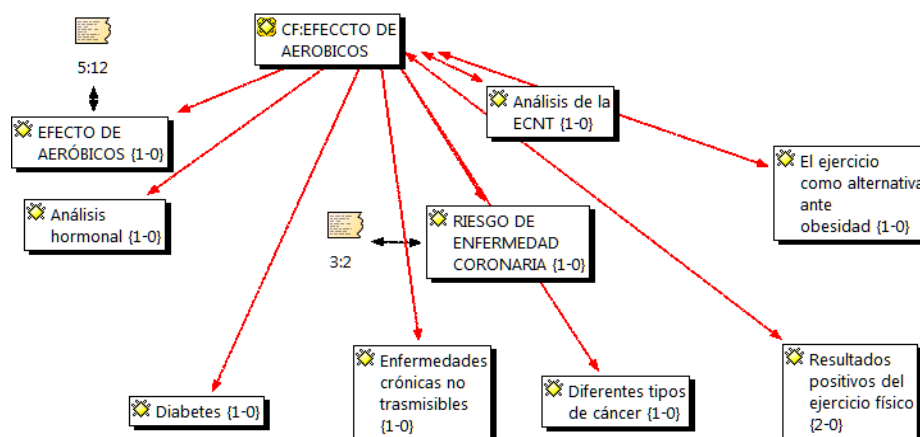 CF:EFECCTO DE
AEROBICOS
5:12
EFECTO DE
AERÓBICOS {1-0}
Análisis de la
ECNT {1-0}
El ejercicio
como alternativa
ante
obesidad {1-0}
Análisis
hormonal {1-0}
RIESGO DE
ENFERMEDAD
CORONARIA {1-0}
3:2
Diabetes {1-0}
Enfermedades
crónicas no
trasmisibles
{1-0}
Diferentes tipos
de cáncer {1-0}
Resultados
positivos del
ejercicio físico
{2-0}